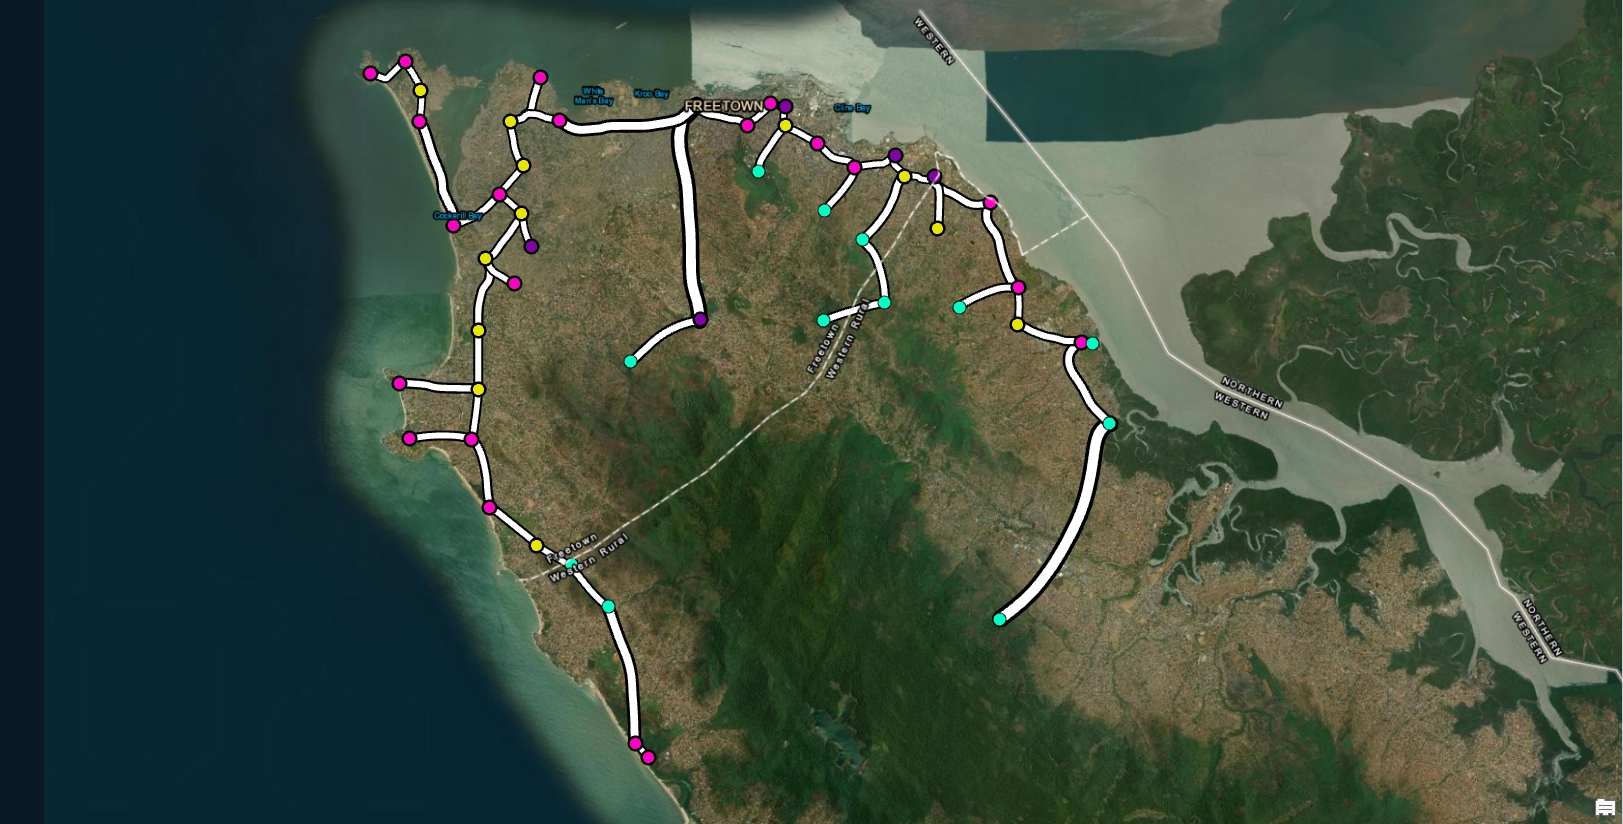 WESTERN
White
Man's Bay
Kroo Bay
FREETOWN
Cline Bay
Cockerill Bay
Freetown
Western Rural
NORTHERN
WESTERN
Freetown
Western Rural
NORTHERN
WESTERN